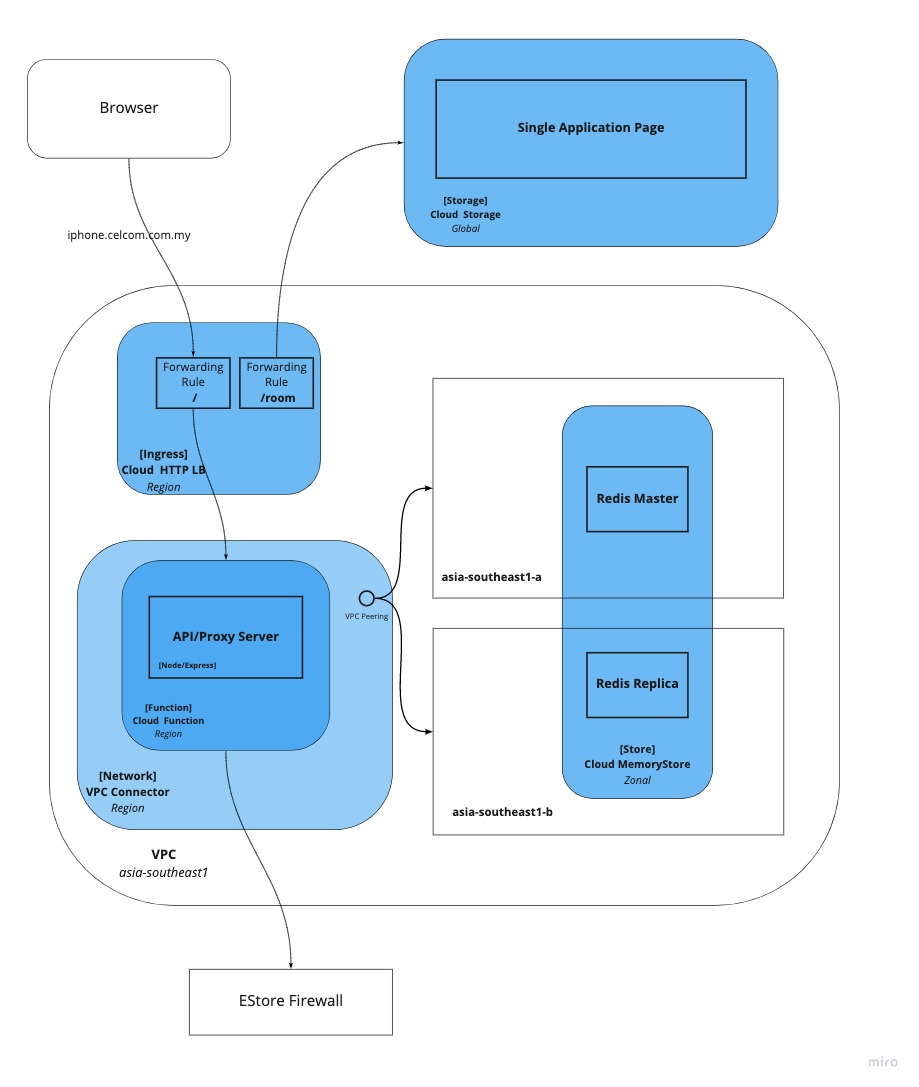 Browser
Single Application Page
[Storage]
Cloud Storage
Global
iphone.celcom.com.my
Forwarding
Rule
/
Forwarding
Rule
/room
[Ingress]
Cloud HTTP LB
Region
Redis Master
asia-southeast1-a
API/Proxy Server
[Node/Express]
VPC Peering
[Function]
Cloud Function
Region
[Network]
VPC Connector
Region
Redis Replica
[Store]
Cloud MemoryStore
Zonal
asia-southeast1-b
VPC
asia-southeast1
EStore Firewall
miro